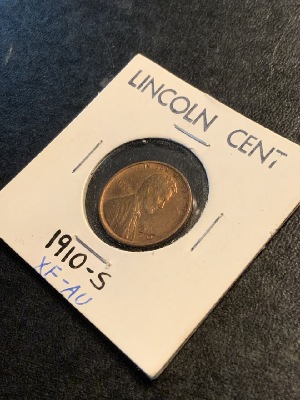 LINCOLN CENT
1910-S
XF-AU